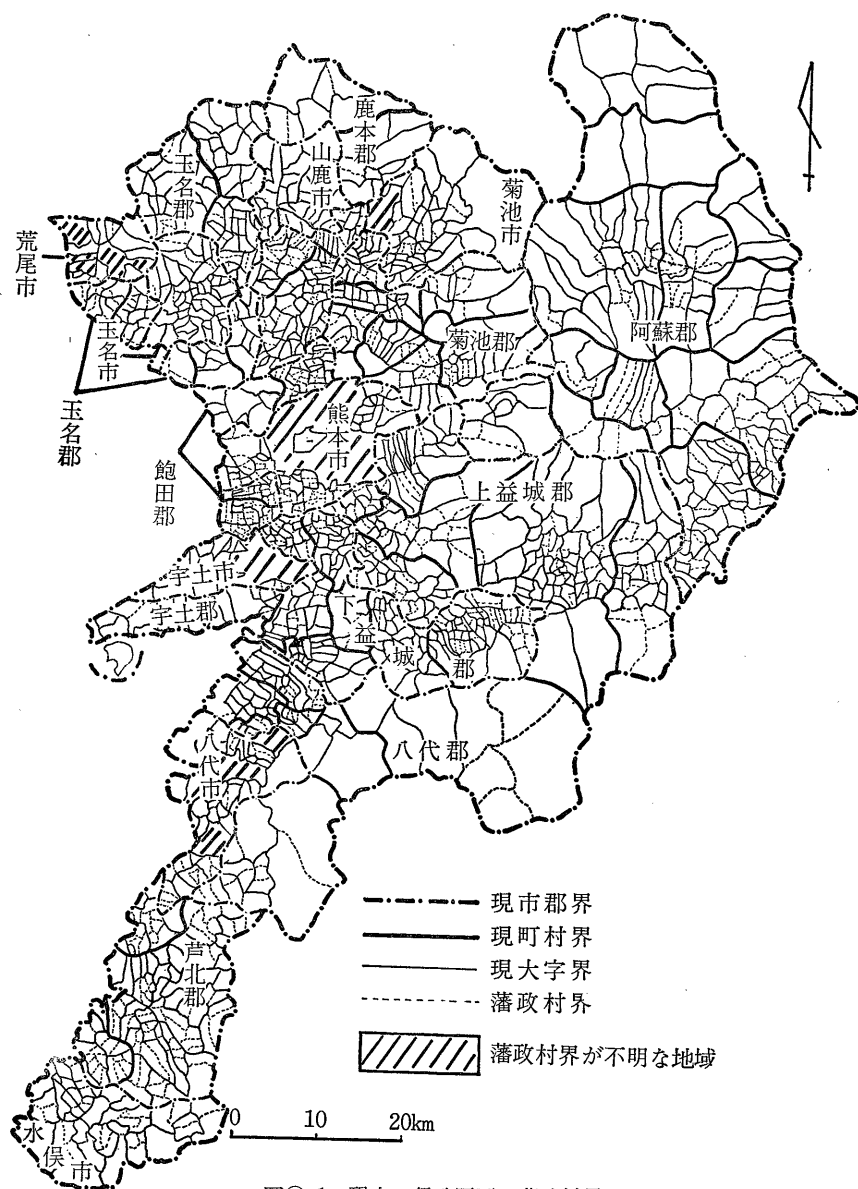 鹿本郡
山鹿市
玉名郡
菊池市
荒尾市
玉名市
菊池郡
阿蘇郡
玉名郡
熊本市
飽田郡
上益城郡
宇土市
宇土郡
下益城郡
八代市
八代郡
芦北郡
水俣市
現市郡界
現町村界
現大字界
藩政村界
藩政村界が不明な地域
0 10 20km